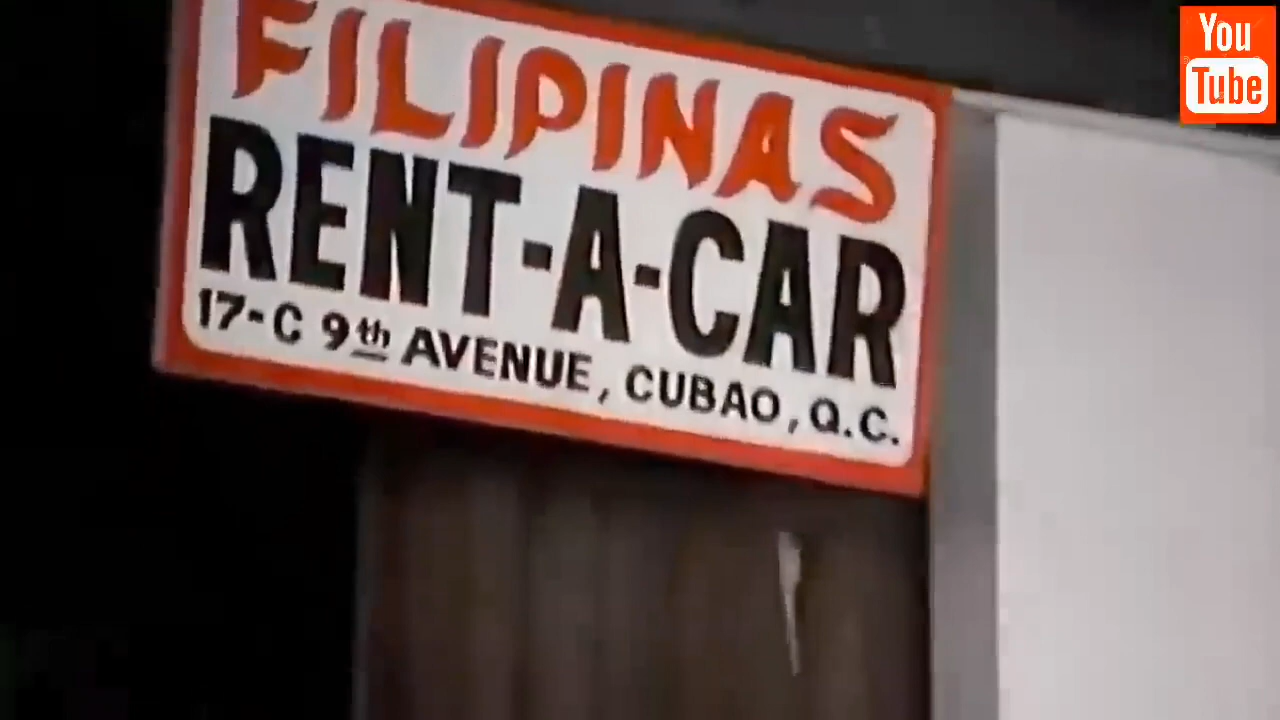 FILIPINAS
RENT-A-CAR
17-C 9th AVENUE, CUBAO, Q.C.
You
Tube